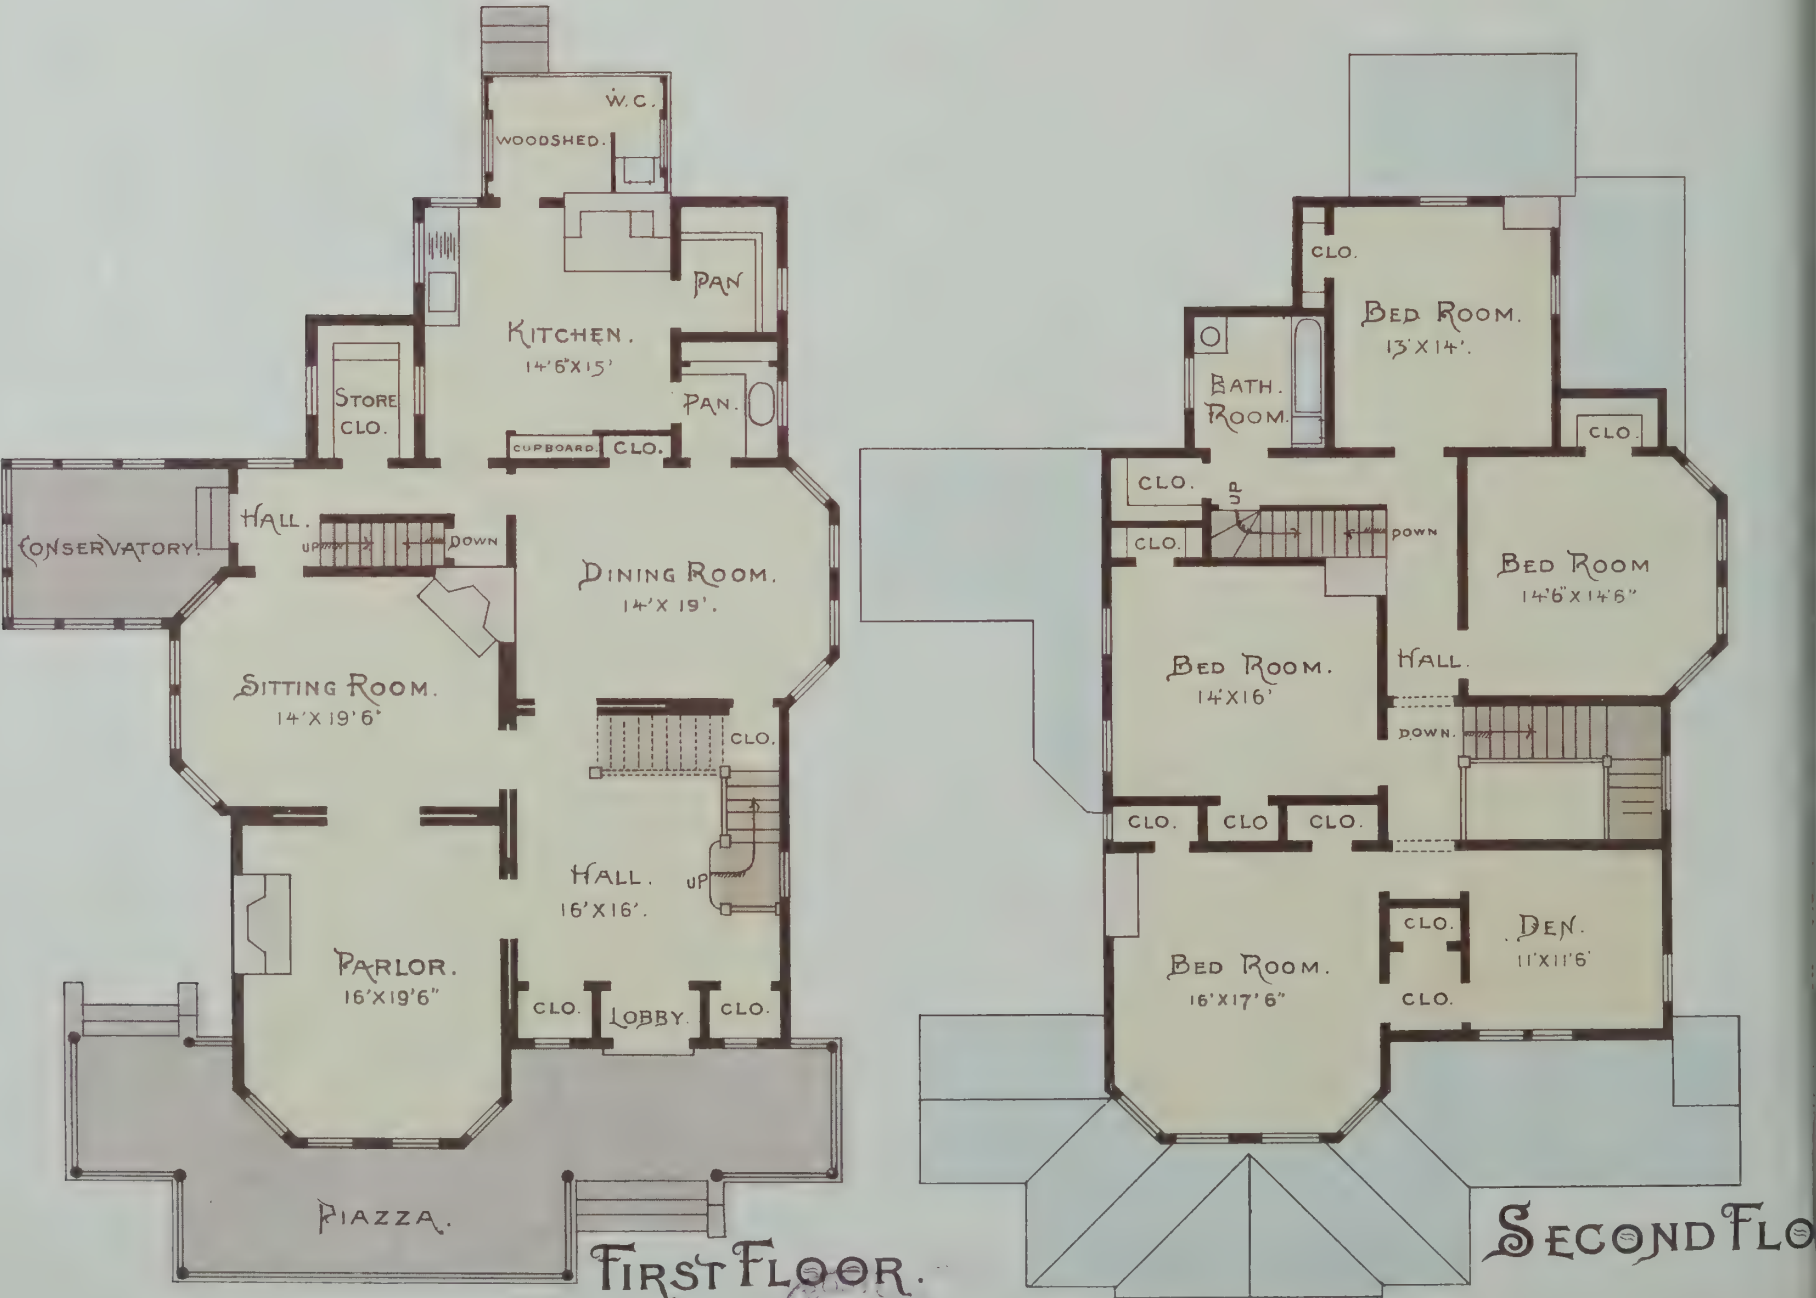 W.C.
WOODSHED.
PAN
KITCHEN.
14'6"X15'
STORE
CLO.
PAN.
CUPBOARD.
CLO.
HALL.
CONSERVATORY.
UP
DOWN
DINING ROOM.
14'X19'.
SITTING ROOM.
14'X19'6"
CLO.
HALL.
16'X16'.
UP
PARLOR.
16'X19'6"
CLO.
LOBBY.
CLO.
PIAZZA.
FIRST FLOOR.
CLO.
BED ROOM.
13'X14'.
BATH.
ROOM.
CLO.
CLO.
UP
CLO.
DOWN
BED ROOM
14'6"X14'6"
BED ROOM.
14'X16'
HALL.
DOWN.
CLO.
CLO
CLO.
CLO.
DEN.
11'X11'6'
BED ROOM.
16'X17'6"
CLO.
SECOND FLO